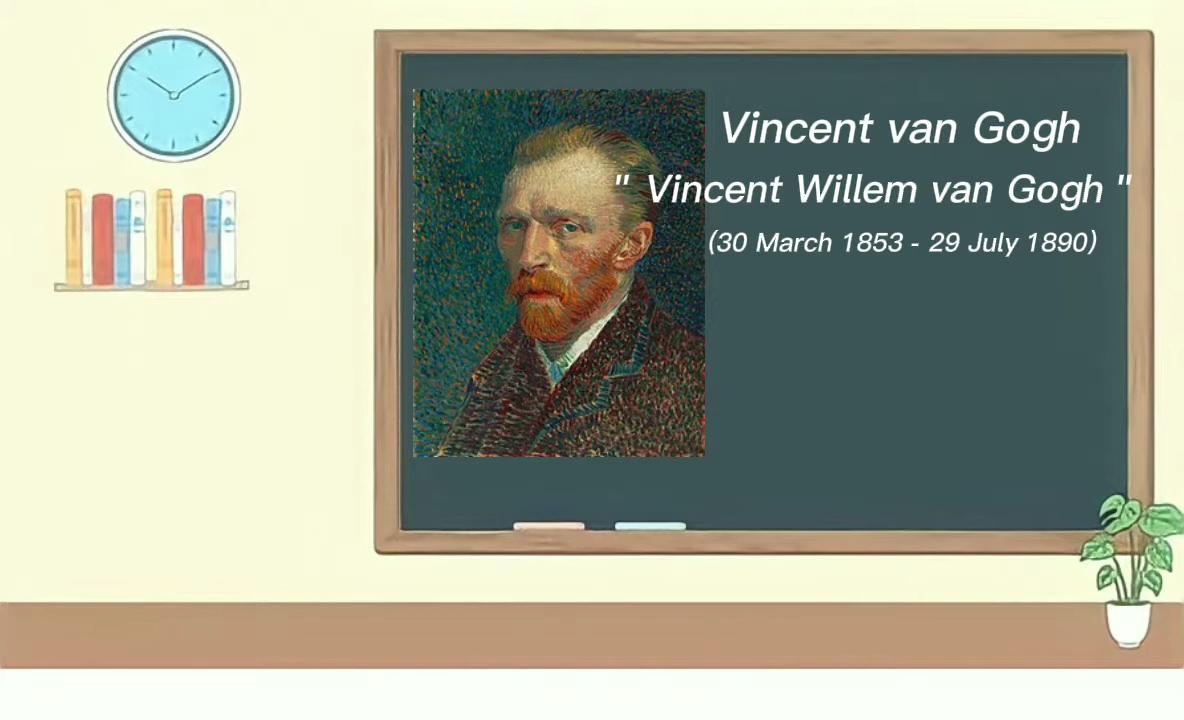 Vincent van Gogh
" Vincent Willem van Gogh "
(30 March 1853 - 29 July 1890)